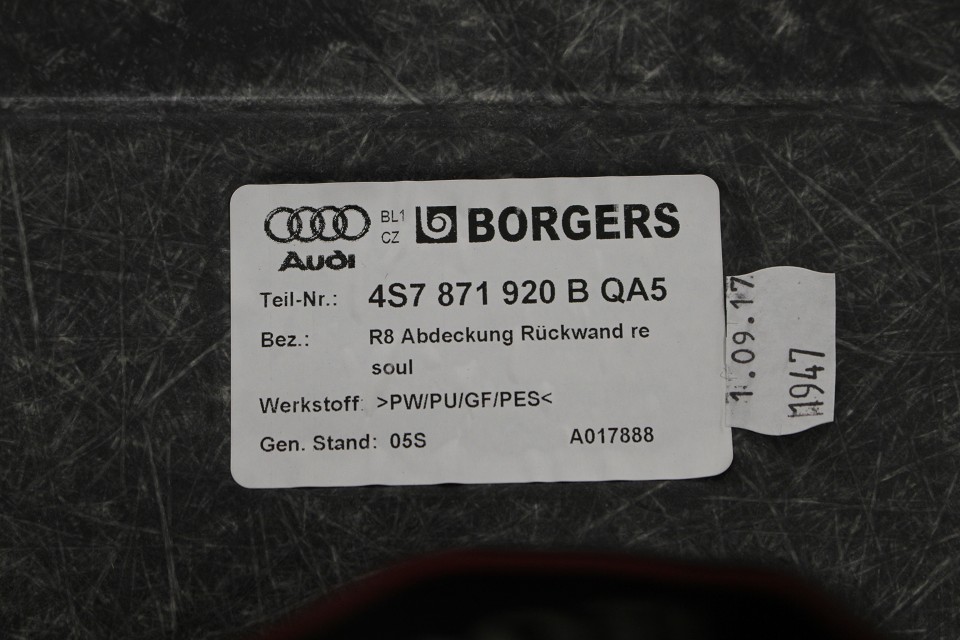 BL1
CZ
BORGERS
Audi
Teil-Nr.: 4S7 871 920 B QA5
Bez.: R8 Abdeckung Rückwand re
soul
Werkstoff: >PW/PU/GF/PES<
Gen. Stand: 05S A017888
1.09.17
1947